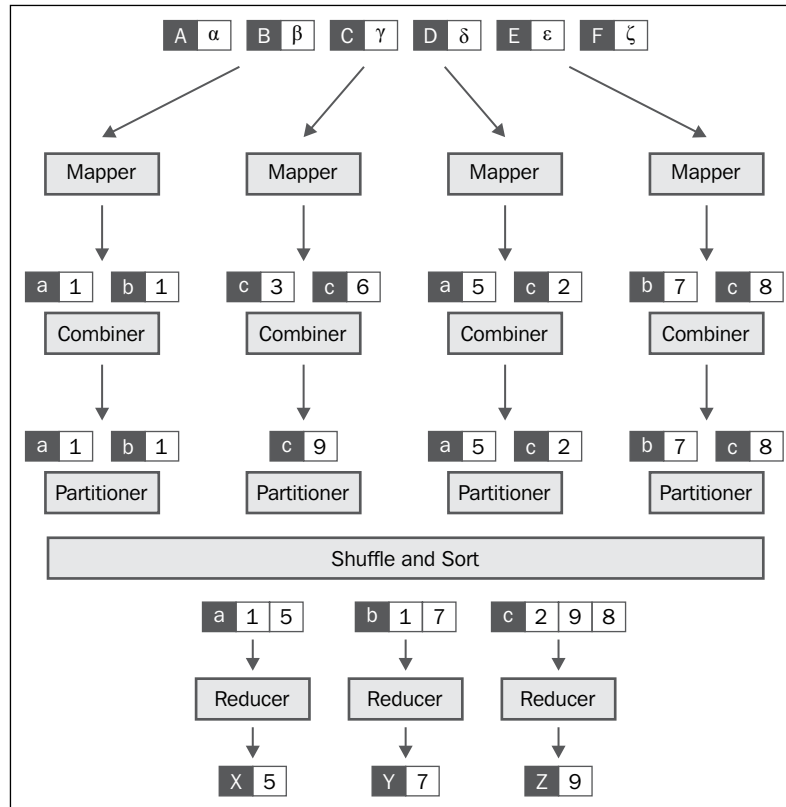 A α B β C γ D δ E ε F ζ
Mapper Mapper Mapper Mapper
a 1 b 1 c 3 c 6 a 5 c 2 b 7 c 8
Combiner Combiner Combiner Combiner
a 1 b 1 c 9 a 5 c 2 b 7 c 8
Partitioner Partitioner Partitioner Partitioner
Shuffle and Sort
a 1 5 b 1 7 c 2 9 8
Reducer Reducer Reducer
X 5 Y 7 Z 9